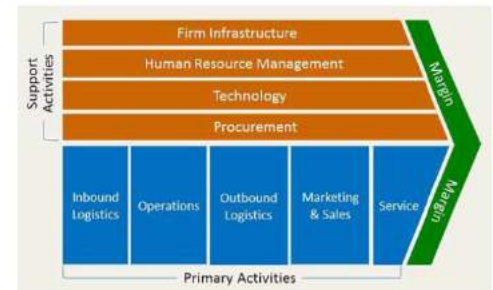 Firm Infrastructure
Human Resource Management
Technology
Procurement
Support
Activities
Margin
Margin
Inbound
Logistics
Operations
Outbound
Logistics
Marketing
& Sales
Service
Primary Activities